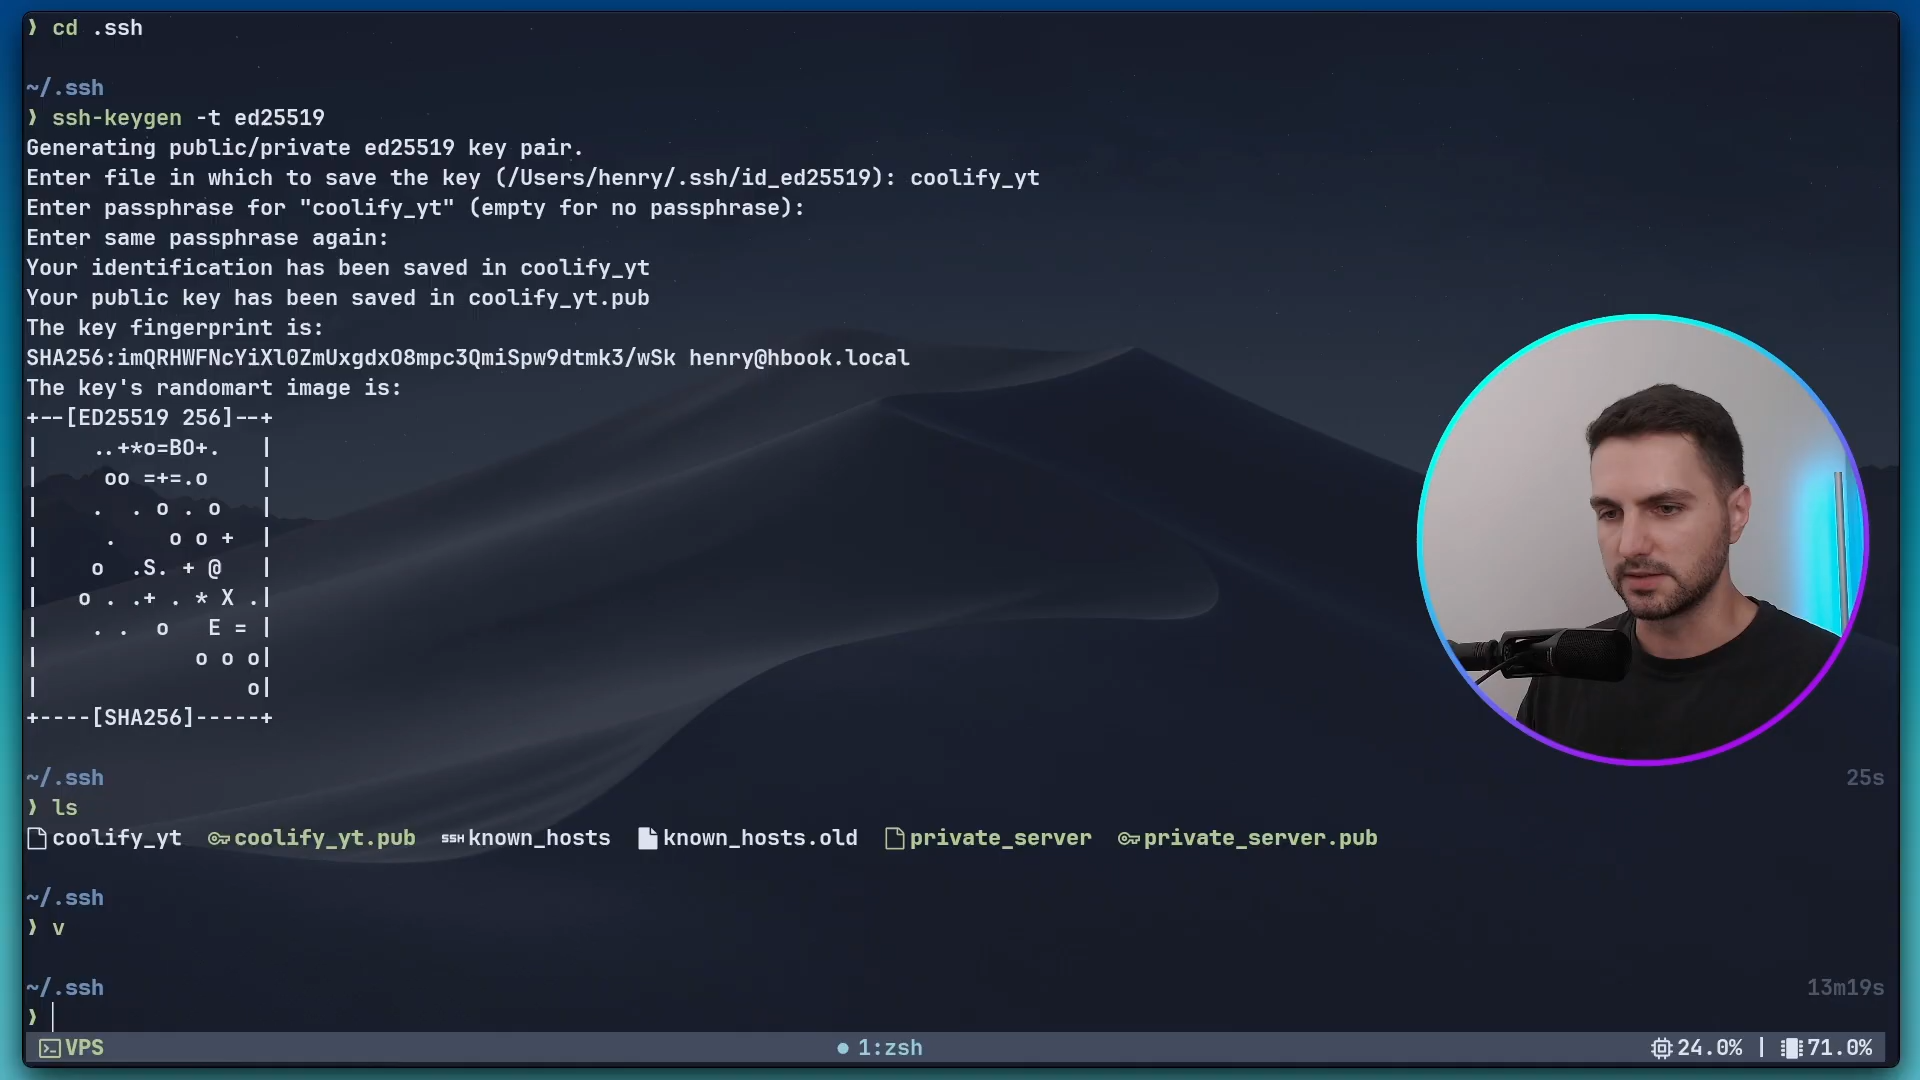 ❯ cd .ssh
~/.ssh
❯ ssh-keygen -t ed25519
Generating public/private ed25519 key pair.
Enter file in which to save the key (/Users/henry/.ssh/id_ed25519): coolify_yt
Enter passphrase for "coolify_yt" (empty for no passphrase):
Enter same passphrase again:
Your identification has been saved in coolify_yt
Your public key has been saved in coolify_yt.pub
The key fingerprint is:
SHA256:imQRHWFNcYiXl0ZmUxgdxO8mpc3QmiSpw9dtmk3/wSk henry@hbook.local
The key's randomart image is:
+--[ED25519 256]--+
|    ..+*o=BO+.   |
|     oo =+=.o    |
|    .  . o . o   |
|     .    o o +  |
|    o  .S. + @   |
|   o . .+ . * X .|
|    . .  o   E = |
|            o o o|
|                o|
+----[SHA256]-----+
~/.ssh 25s
❯ ls
coolify_yt coolify_yt.pub SSH known_hosts known_hosts.old private_server private_server.pub
~/.ssh
❯ v
~/.ssh 13m19s
❯
VPS ● 1:zsh 24.0% | 71.0%